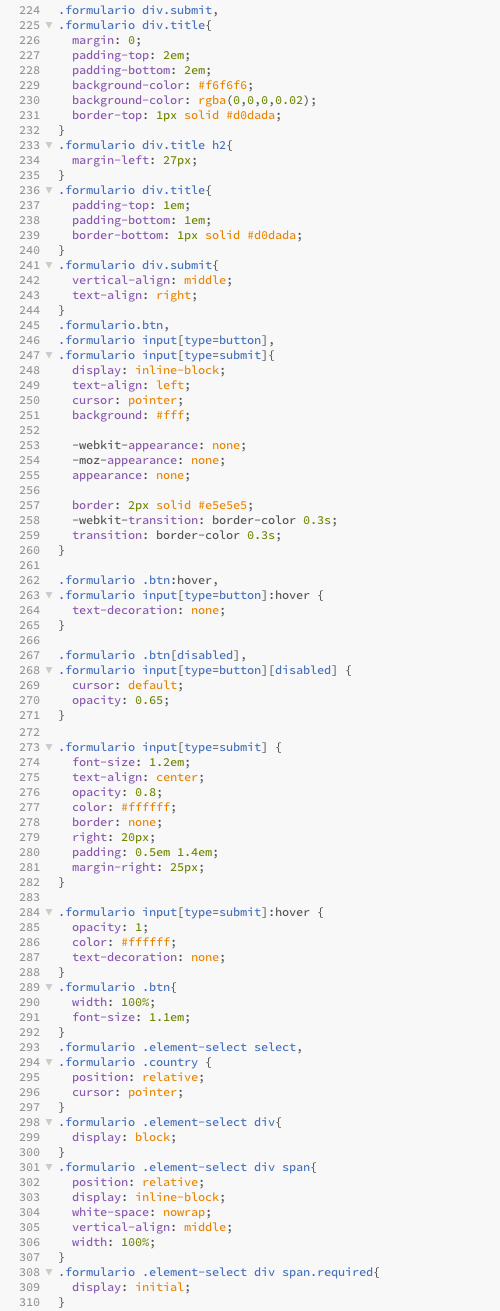 224 .formulario div.submit,
225 ▼ .formulario div.title{
226 margin: 0;
227 padding-top: 2em;
228 padding-bottom: 2em;
229 background-color: #f6f6f6;
230 background-color: rgba(0,0,0,0.02);
231 border-top: 1px solid #d0dada;
232 }
233 ▼ .formulario div.title h2{
234 margin-left: 27px;
235 }
236 ▼ .formulario div.title{
237 padding-top: 1em;
238 padding-bottom: 1em;
239 border-bottom: 1px solid #d0dada;
240 }
241 ▼ .formulario div.submit{
242 vertical-align: middle;
243 text-align: right;
244 }
245 .formulario.btn,
246 .formulario input[type=button],
247 ▼ .formulario input[type=submit]{
248 display: inline-block;
249 text-align: left;
250 cursor: pointer;
251 background: #fff;
252
253 -webkit-appearance: none;
254 -moz-appearance: none;
255 appearance: none;
256
257 border: 2px solid #e5e5e5;
258 -webkit-transition: border-color 0.3s;
259 transition: border-color 0.3s;
260 }
261
262 .formulario .btn:hover,
263 ▼ .formulario input[type=button]:hover {
264 text-decoration: none;
265 }
266
267 .formulario .btn[disabled],
268 ▼ .formulario input[type=button][disabled] {
269 cursor: default;
270 opacity: 0.65;
271 }
272
273 ▼ .formulario input[type=submit] {
274 font-size: 1.2em;
275 text-align: center;
276 opacity: 0.8;
277 color: #ffffff;
278 border: none;
279 right: 20px;
280 padding: 0.5em 1.4em;
281 margin-right: 25px;
282 }
283
284 ▼ .formulario input[type=submit]:hover {
285 opacity: 1;
286 color: #ffffff;
287 text-decoration: none;
288 }
289 ▼ .formulario .btn{
290 width: 100%;
291 font-size: 1.1em;
292 }
293 .formulario .element-select select,
294 ▼ .formulario .country {
295 position: relative;
296 cursor: pointer;
297 }
298 ▼ .formulario .element-select div{
299 display: block;
300 }
301 ▼ .formulario .element-select div span{
302 position: relative;
303 display: inline-block;
304 white-space: nowrap;
305 vertical-align: middle;
306 width: 100%;
307 }
308 ▼ .formulario .element-select div span.required{
309 display: initial;
310 }